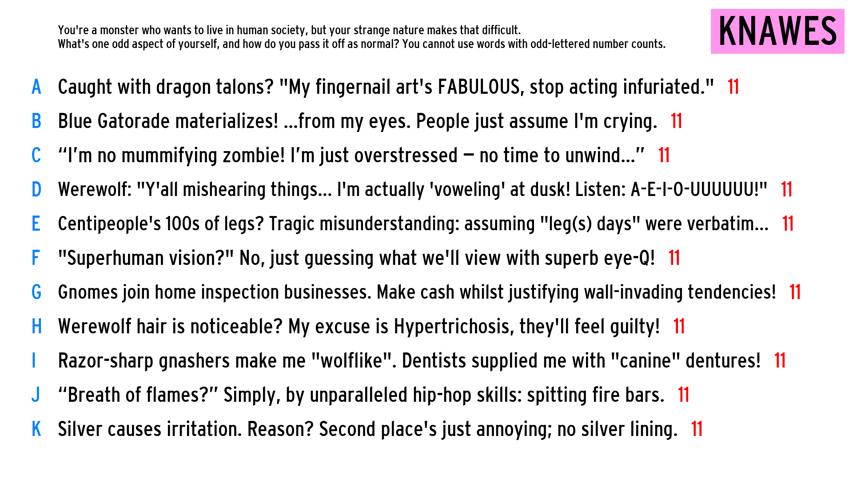 You're a monster who wants to live in human society, but your strange nature makes that difficult.
What's one odd aspect of yourself, and how do you pass it off as normal? You cannot use words with odd-lettered number counts.
KNAWES
A Caught with dragon talons? "My fingernail art's FABULOUS, stop acting infuriated." 11
B Blue Gatorade materializes! ...from my eyes. People just assume I'm crying. 11
C “I’m no mummifying zombie! I’m just overstressed – no time to unwind...” 11
D Werewolf: "Y'all mishearing things... I'm actually 'voweling' at dusk! Listen: A-E-I-O-UUUUUU!" 11
E Centipeople's 100s of legs? Tragic misunderstanding: assuming "leg(s) days" were verbatim... 11
F "Superhuman vision?" No, just guessing what we'll view with superb eye-Q! 11
G Gnomes join home inspection businesses. Make cash whilst justifying wall-invading tendencies! 11
H Werewolf hair is noticeable? My excuse is Hypertrichosis, they'll feel guilty! 11
I Razor-sharp gnashers make me "wolflike". Dentists supplied me with "canine" dentures! 11
J “Breath of flames?” Simply, by unparalleled hip-hop skills: spitting fire bars. 11
K Silver causes irritation. Reason? Second place's just annoying; no silver lining. 11